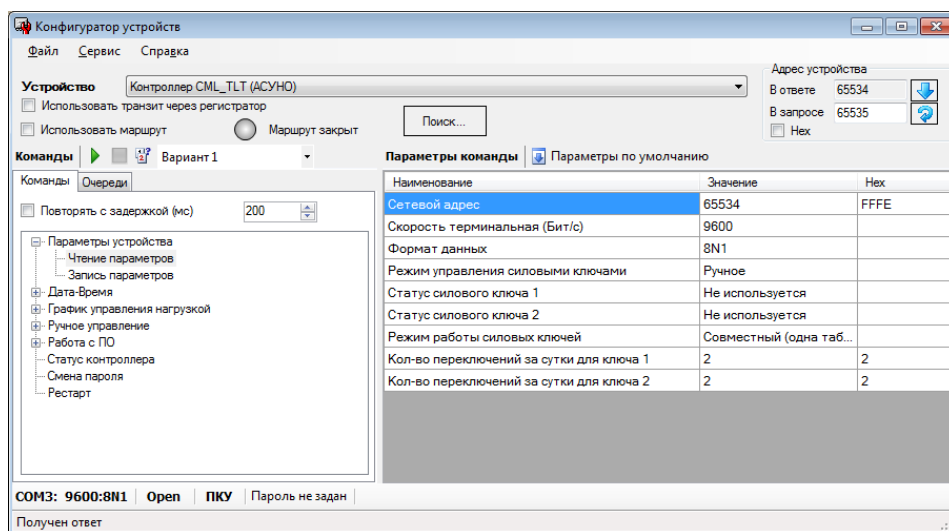 Конфигуратор устройств
Файл Сервис Справка
Устройство Контроллер CML_TLT (АСУНО)
Адрес устройства
Использовать транзит через регистратор
В ответе 65534
Использовать маршрут Маршрут закрыт Поиск...
В запросе 65535
Hex
Команды Вариант 1 Параметры команды Параметры по умолчанию
Команды Очереди
Наименование Значение Hex
Повторять с задержкой (мс) 200
Сетевой адрес 65534 FFFE
Скорость терминальная (Бит/с) 9600
Параметры устройства
Формат данных 8N1
Чтение параметров
Режим управления силовыми ключами Ручное
Запись параметров
Дата-Время
Статус силового ключа 1 Не используется
График управления нагрузкой
Статус силового ключа 2 Не используется
Ручное управление
Работа с ПО
Режим работы силовых ключей Совместный (одна таб...
Статус контроллера
Кол-во переключений за сутки для ключа 1 2 2
Смена пароля
Кол-во переключений за сутки для ключа 2 2 2
Рестарт
COM3: 9600:8N1 Open ПКУ Пароль не задан
Получен ответ